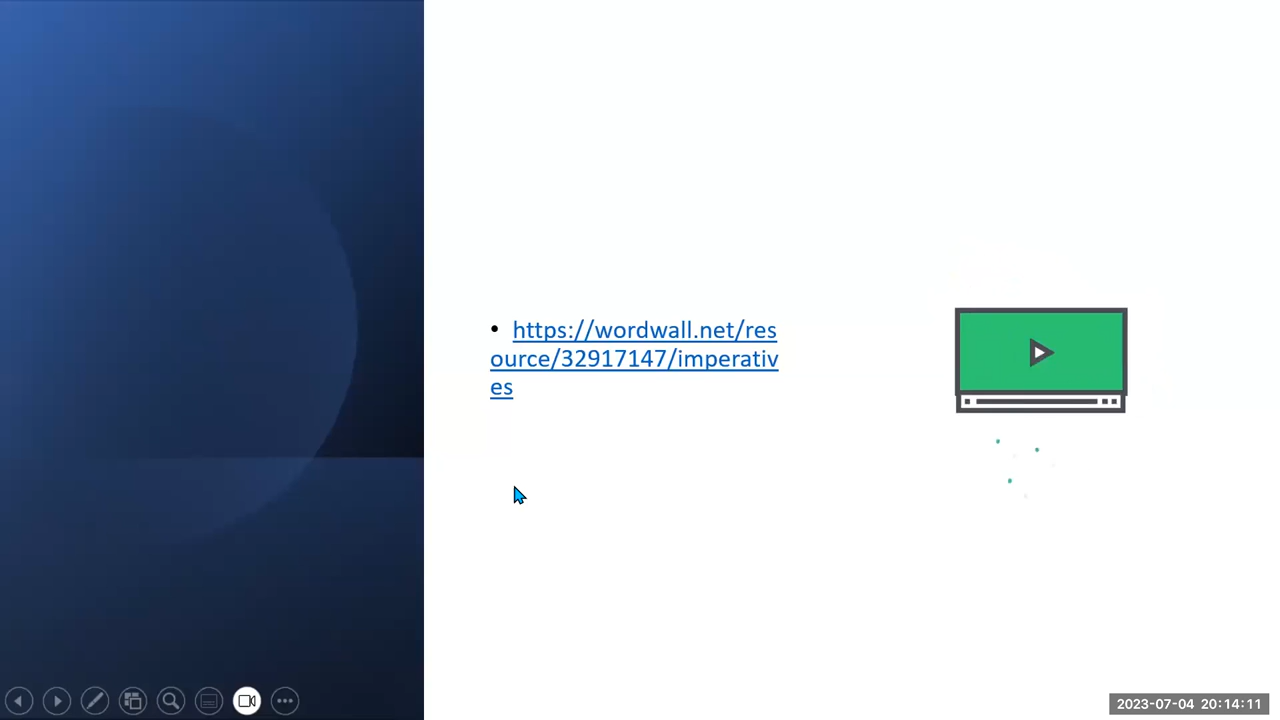 • https://wordwall.net/res
ource/32917147/imperativ
es
2023-07-04 20:14:11